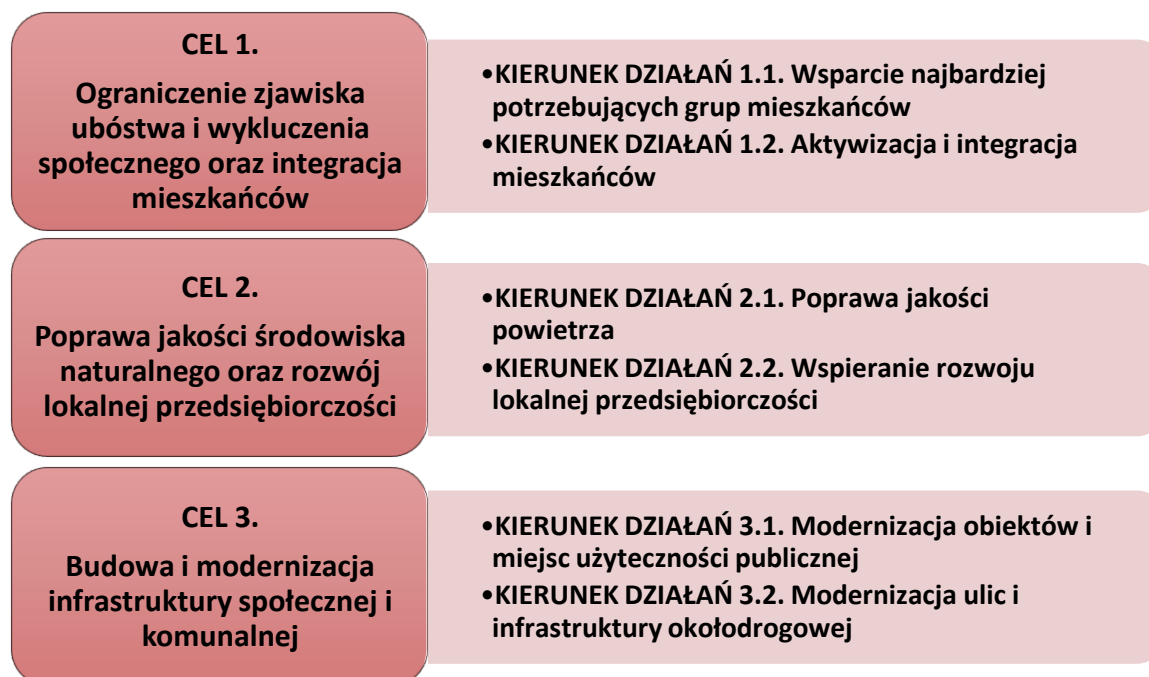 CEL 1.
Ograniczenie zjawiska
ubóstwa i wykluczenia
społecznego oraz integracja
mieszkańców
•KIERUNEK DZIAŁAŃ 1.1. Wsparcie najbardziej
potrzebujących grup mieszkańców
•KIERUNEK DZIAŁAŃ 1.2. Aktywizacja i integracja
mieszkańców
CEL 2.
Poprawa jakości środowiska
naturalnego oraz rozwój
lokalnej przedsiębiorczości
•KIERUNEK DZIAŁAŃ 2.1. Poprawa jakości
powietrza
•KIERUNEK DZIAŁAŃ 2.2. Wspieranie rozwoju
lokalnej przedsiębiorczości
CEL 3.
Budowa i modernizacja
infrastruktury społecznej i
komunalnej
•KIERUNEK DZIAŁAŃ 3.1. Modernizacja obiektów i
miejsc użyteczności publicznej
•KIERUNEK DZIAŁAŃ 3.2. Modernizacja ulic i
infrastruktury okołodrogowej